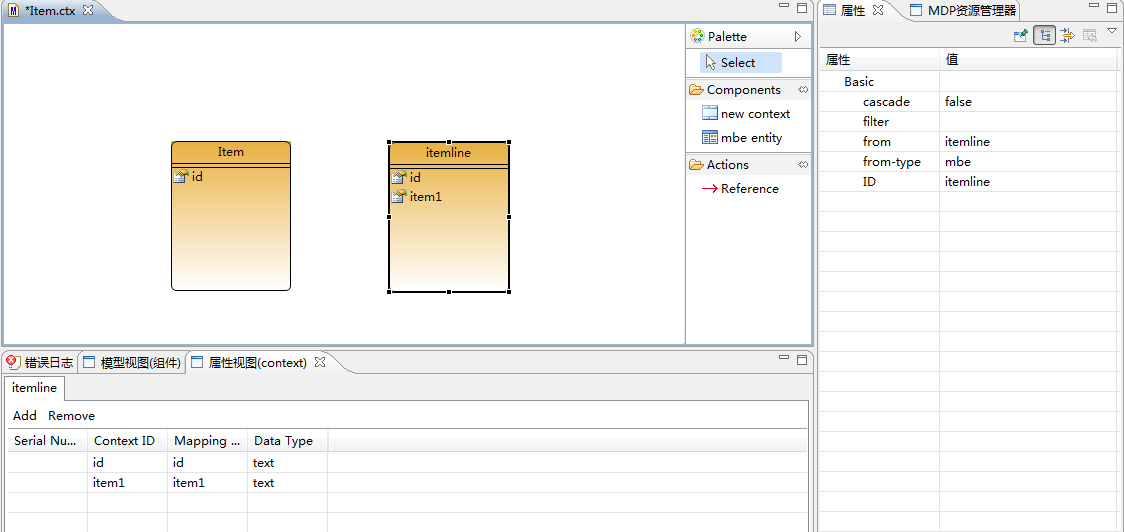 *Item.ctx
Palette
Select
Components
new context
mbe entity
Actions
Reference
Item
id
itemline
id
item1
属性
MDP资源管理器
属性 值
Basic
cascade false
filter
from itemline
from-type mbe
ID itemline
错误日志
模型视图(组件)
属性视图(context)
itemline
Add Remove
Serial Nu... Context ID Mapping ... Data Type
id id text
item1 item1 text